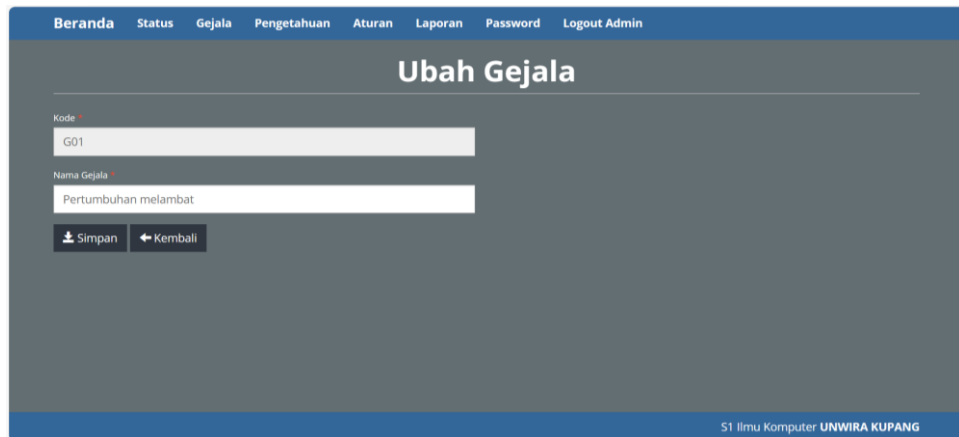 Beranda Status Gejala Pengetahuan Aturan Laporan Password Logout Admin
Ubah Gejala
Kode *
G01
Nama Gejala *
Pertumbuhan melambat
Simpan Kembali
S1 Ilmu Komputer UNWIRA KUPANG